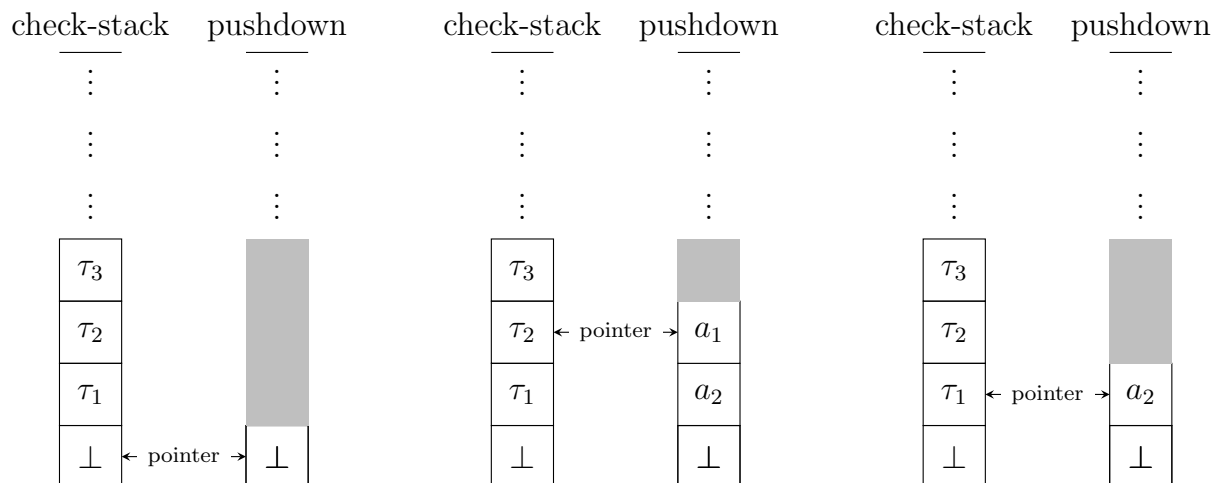 check-stack pushdown check-stack pushdown check-stack pushdown
⋮ ⋮ ⋮ ⋮ ⋮ ⋮
⋮ ⋮ ⋮ ⋮ ⋮ ⋮
⋮ ⋮ ⋮ ⋮ ⋮ ⋮
τ₃ τ₃ τ₃
τ₂ τ₂ pointer a₁ τ₂
τ₁ τ₁ a₂ τ₁ pointer a₂
⊥ pointer ⊥ ⊥ ⊥ ⊥ ⊥